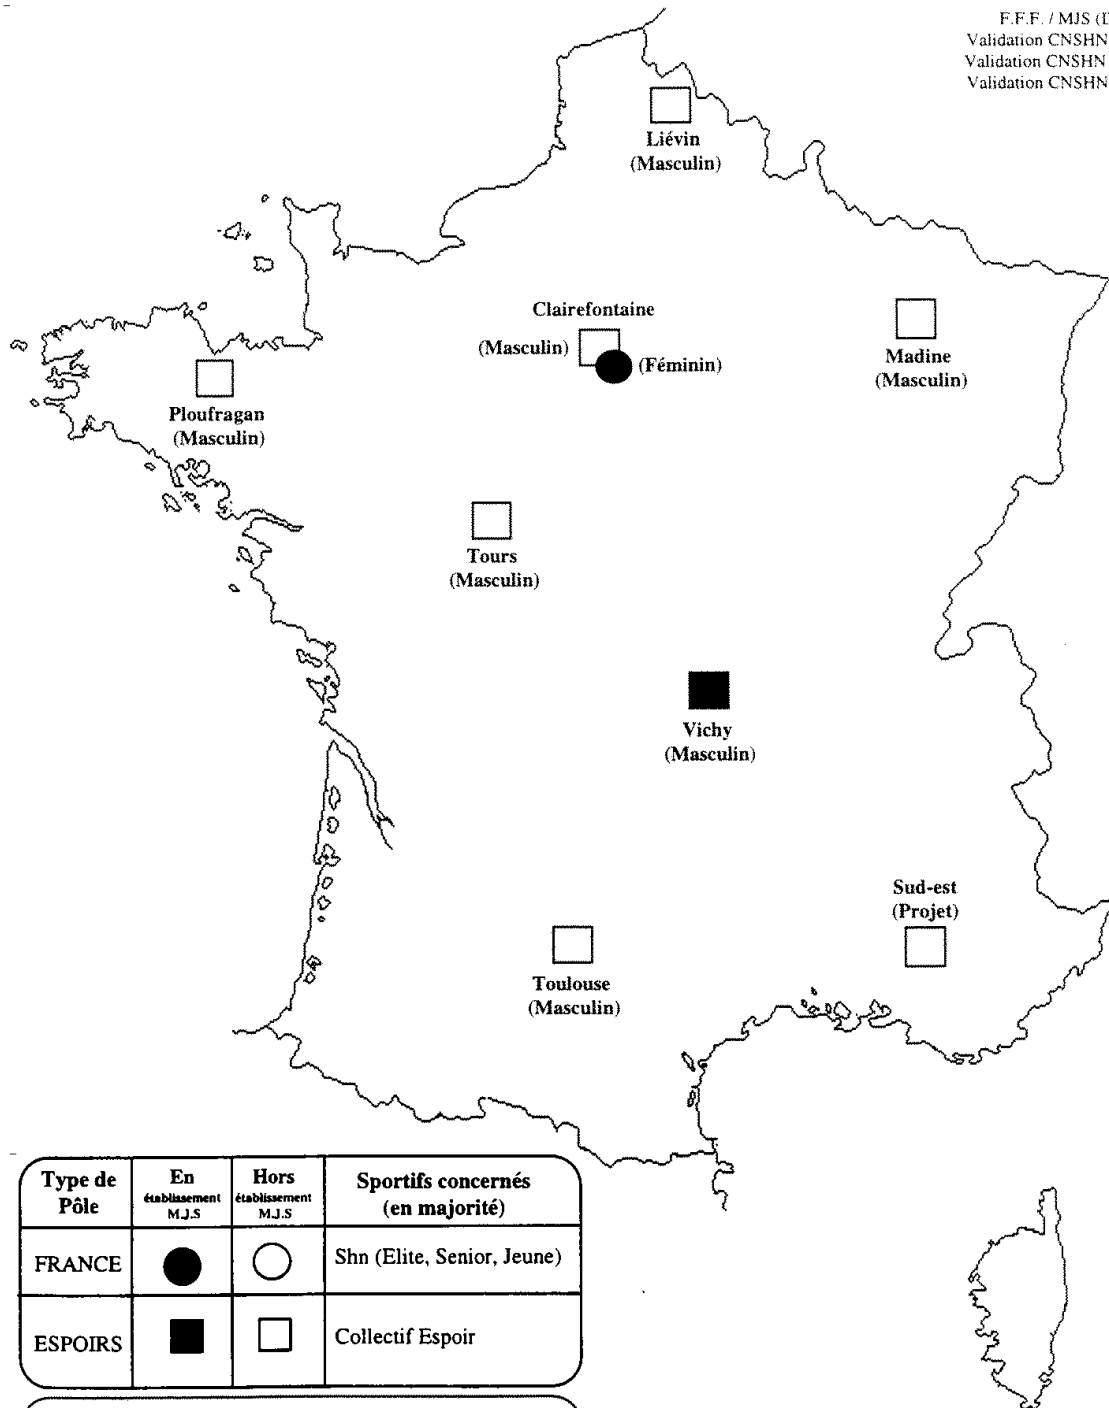 F.F.F. / MJS (D
Validation CNSHN
Validation CNSHN
Validation CNSHN
Liévin
(Masculin)
Clairefontaine
(Masculin)
(Féminin)
Madine
(Masculin)
Ploufragan
(Masculin)
Tours
(Masculin)
Vichy
(Masculin)
Sud-est
(Projet)
Toulouse
(Masculin)
Type de
Pôle
En
établissement
M.J.S
Hors
établissement
M.J.S
Sportifs concernés
(en majorité)
FRANCE
Shn (Elite, Senior, Jeune)
ESPOIRS
Collectif Espoir